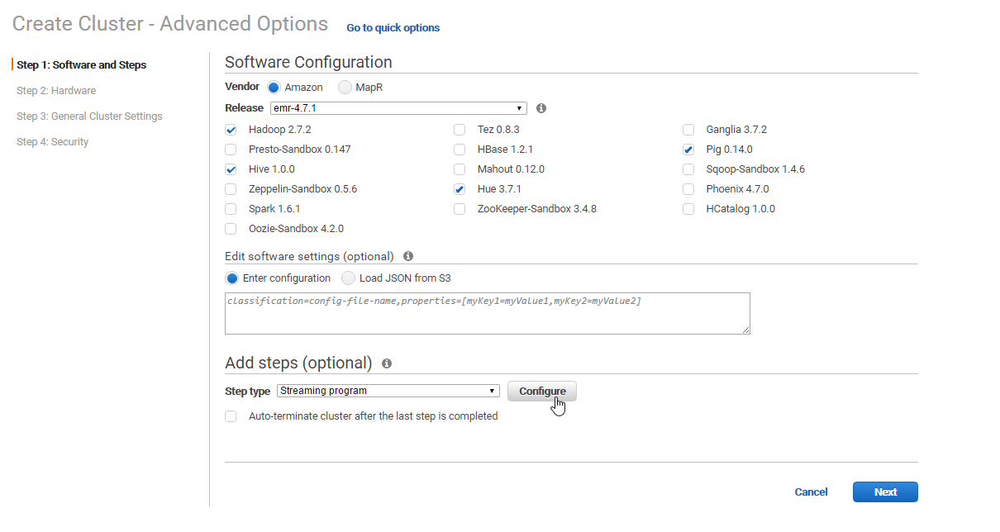 Create Cluster - Advanced Options Go to quick options
Step 1: Software and Steps
Step 2: Hardware
Step 3: General Cluster Settings
Step 4: Security
Software Configuration
Vendor Amazon MapR
Release emr-4.7.1
Hadoop 2.7.2 Tez 0.8.3 Ganglia 3.7.2
Presto-Sandbox 0.147 HBase 1.2.1 Pig 0.14.0
Hive 1.0.0 Mahout 0.12.0 Sqoop-Sandbox 1.4.6
Zeppelin-Sandbox 0.5.6 Hue 3.7.1 Phoenix 4.7.0
Spark 1.6.1 ZooKeeper-Sandbox 3.4.8 HCatalog 1.0.0
Oozie-Sandbox 4.2.0
Edit software settings (optional)
Enter configuration Load JSON from S3
classification=config-file-name,properties=[myKey1=myValue1,myKey2=myValue2]
Add steps (optional)
Step type Streaming program Configure
Auto-terminate cluster after the last step is completed
Cancel Next